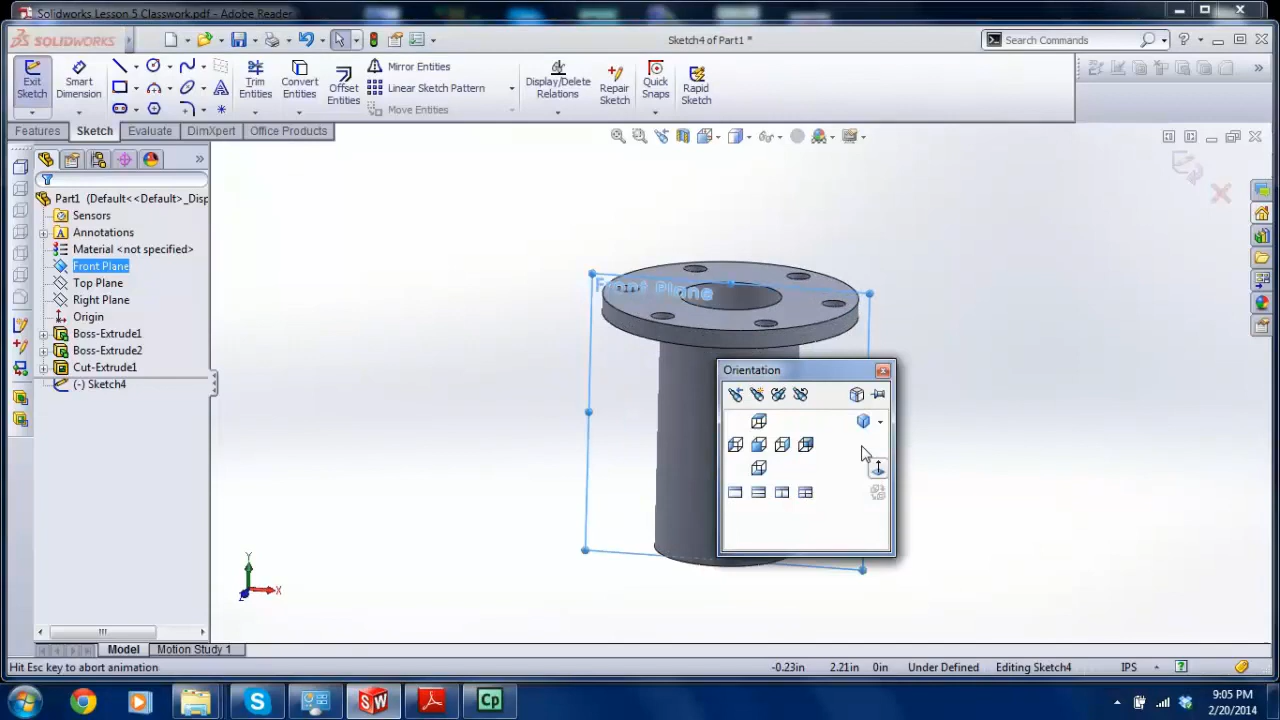 Solidworks Lesson 5 Classwork.pdf - Adobe Reader
SOLIDWORKS
Sketch4 of Part1 *
Search Commands
Exit Sketch
Smart Dimension
Trim Entities
Convert Entities
Offset Entities
Mirror Entities
Linear Sketch Pattern
Move Entities
Display/Delete Relations
Repair Sketch
Quick Snaps
Rapid Sketch
Features
Sketch
Evaluate
DimXpert
Office Products
Part1 (Default<<Default>_Disp
Sensors
Annotations
Material <not specified>
Front Plane
Top Plane
Right Plane
Origin
Boss-Extrude1
Boss-Extrude2
Cut-Extrude1
(-) Sketch4
Front Plane
Orientation
Y
X
Z
Model
Motion Study 1
Hit Esc key to abort animation
-0.23in
2.21in
0in
Under Defined
Editing Sketch4
IPS
9:05 PM
2/20/2014